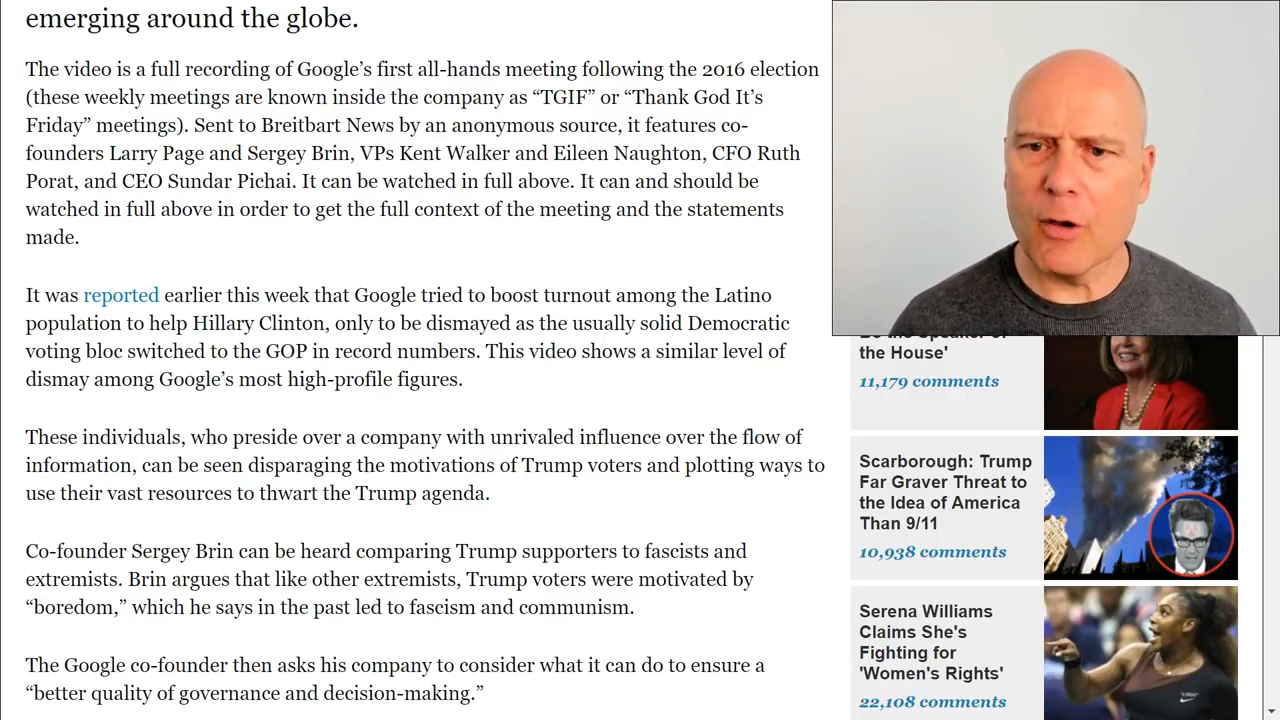 emerging around the globe.
The video is a full recording of Google’s first all-hands meeting following the 2016 election
(these weekly meetings are known inside the company as “TGIF” or “Thank God It’s
Friday” meetings). Sent to Breitbart News by an anonymous source, it features co-
founders Larry Page and Sergey Brin, VPs Kent Walker and Eileen Naughton, CFO Ruth
Porat, and CEO Sundar Pichai. It can be watched in full above. It can and should be
watched in full above in order to get the full context of the meeting and the statements
made.
It was reported earlier this week that Google tried to boost turnout among the Latino
population to help Hillary Clinton, only to be dismayed as the usually solid Democratic
voting bloc switched to the GOP in record numbers. This video shows a similar level of
dismay among Google’s most high-profile figures.
These individuals, who preside over a company with unrivaled influence over the flow of
information, can be seen disparaging the motivations of Trump voters and plotting ways to
use their vast resources to thwart the Trump agenda.
Co-founder Sergey Brin can be heard comparing Trump supporters to fascists and
extremists. Brin argues that like other extremists, Trump voters were motivated by
“boredom,” which he says in the past led to fascism and communism.
The Google co-founder then asks his company to consider what it can do to ensure a
“better quality of governance and decision-making.”
Be the Speaker of
the House'
11,179 comments
Scarborough: Trump
Far Graver Threat to
the Idea of America
Than 9/11
10,938 comments
Serena Williams
Claims She's
Fighting for
'Women's Rights'
22,108 comments